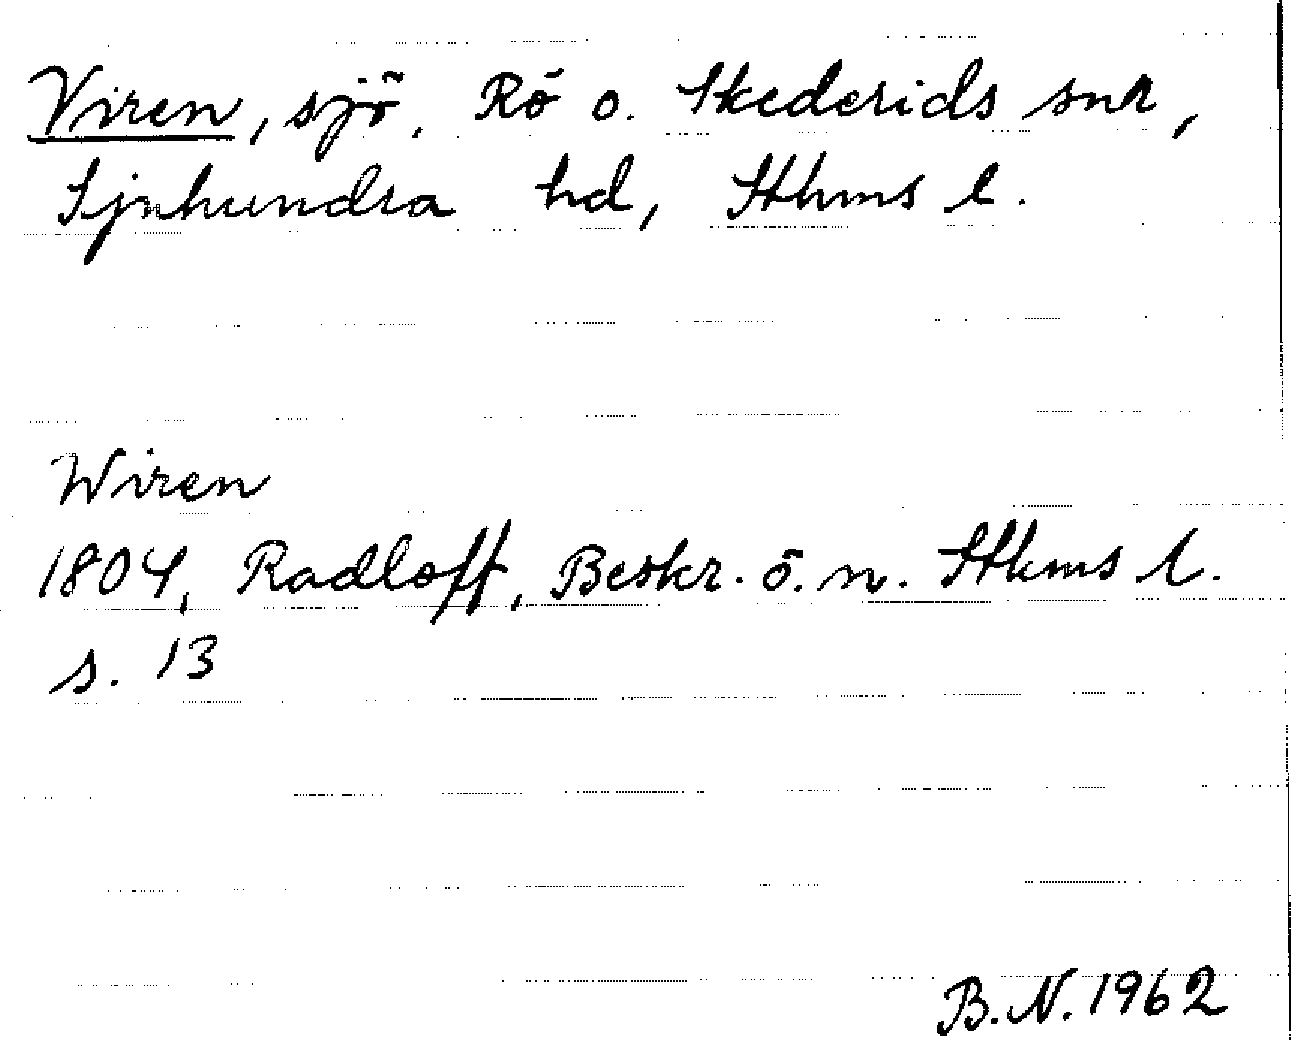 Viren, sjö, Rö o. Skederids snr,
Sjuhundra hd, Sthms l.
Wiren
1804, Radloff, Beskr. ö. n. Sthms l.
s. 13
B.N. 1962